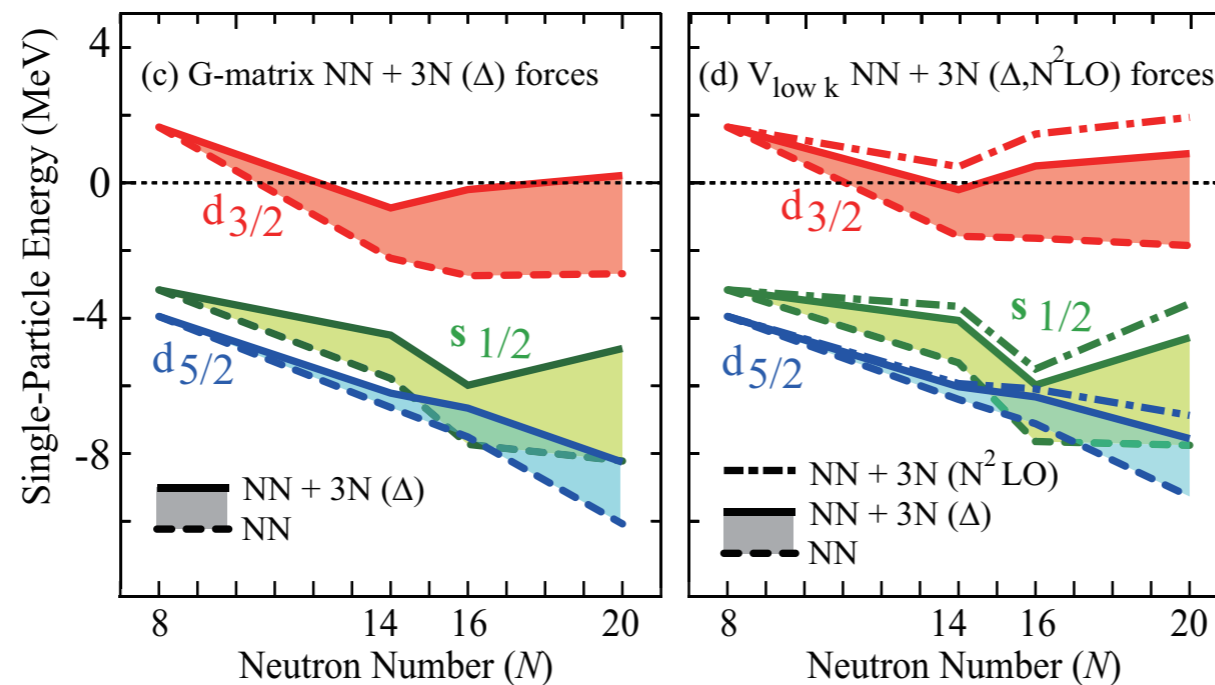 Single-Particle Energy (MeV)
4
0
-4
-8
(c) G-matrix NN + 3N (Δ) forces
d3/2
s1/2
d5/2
NN + 3N (Δ)
NN
8
14
16
20
Neutron Number (N)
(d) Vlow k NN + 3N (Δ,N²LO) forces
d3/2
s1/2
d5/2
NN + 3N (N²LO)
NN + 3N (Δ)
NN
8
14
16
20
Neutron Number (N)